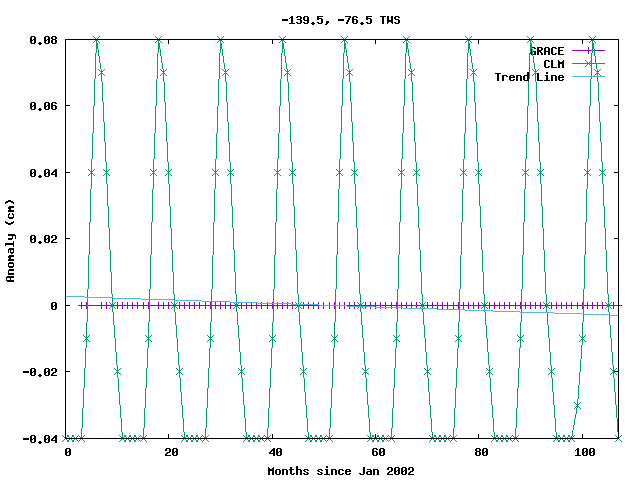 -139.5, -76.5 TWS
GRACE
CLM
Trend Line
0.08
0.06
0.04
0.02
0
-0.02
-0.04
Anomaly (cm)
0 20 40 60 80 100
Months since Jan 2002